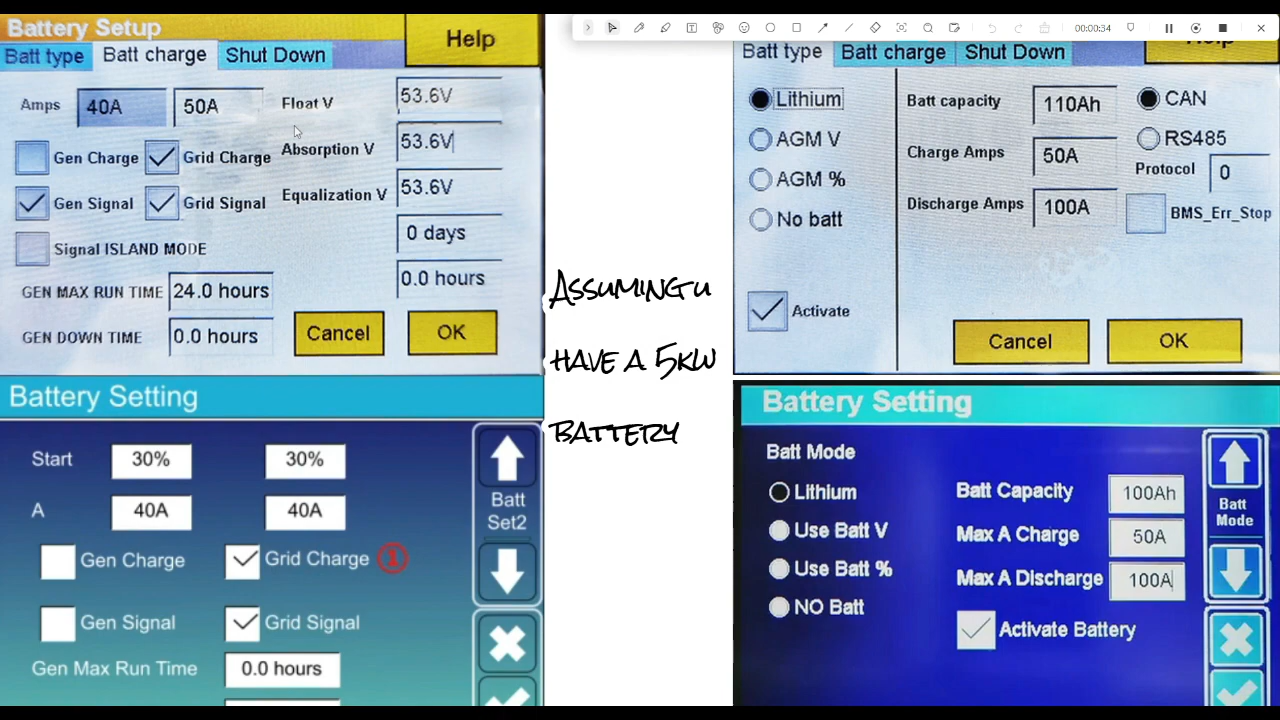 Battery Setup
Help
Batt type
Batt charge
Shut Down
Amps
40A
50A
Float V
53.6V
Absorption V
53.6V
Gen Charge
Grid Charge
Equalization V
53.6V
Gen Signal
Grid Signal
0 days
Signal ISLAND MODE
0.0 hours
GEN MAX RUN TIME
24.0 hours
GEN DOWN TIME
0.0 hours
Cancel
OK
00:00:34
Help
Batt type
Batt charge
Shut Down
Lithium
AGM V
AGM %
No batt
Batt capacity
110Ah
Charge Amps
50A
Discharge Amps
100A
CAN
RS485
Protocol
0
BMS_Err_Stop
Activate
Cancel
OK
Assuming u
have a 5kw
battery
Battery Setting
Start
30%
30%
A
40A
40A
Gen Charge
Grid Charge
①
Gen Signal
Grid Signal
Gen Max Run Time
0.0 hours
Batt
Set2
Battery Setting
Batt Mode
Lithium
Use Batt V
Use Batt %
NO Batt
Batt Capacity
100Ah
Max A Charge
50A
Max A Discharge
100A
Activate Battery
Batt
Mode